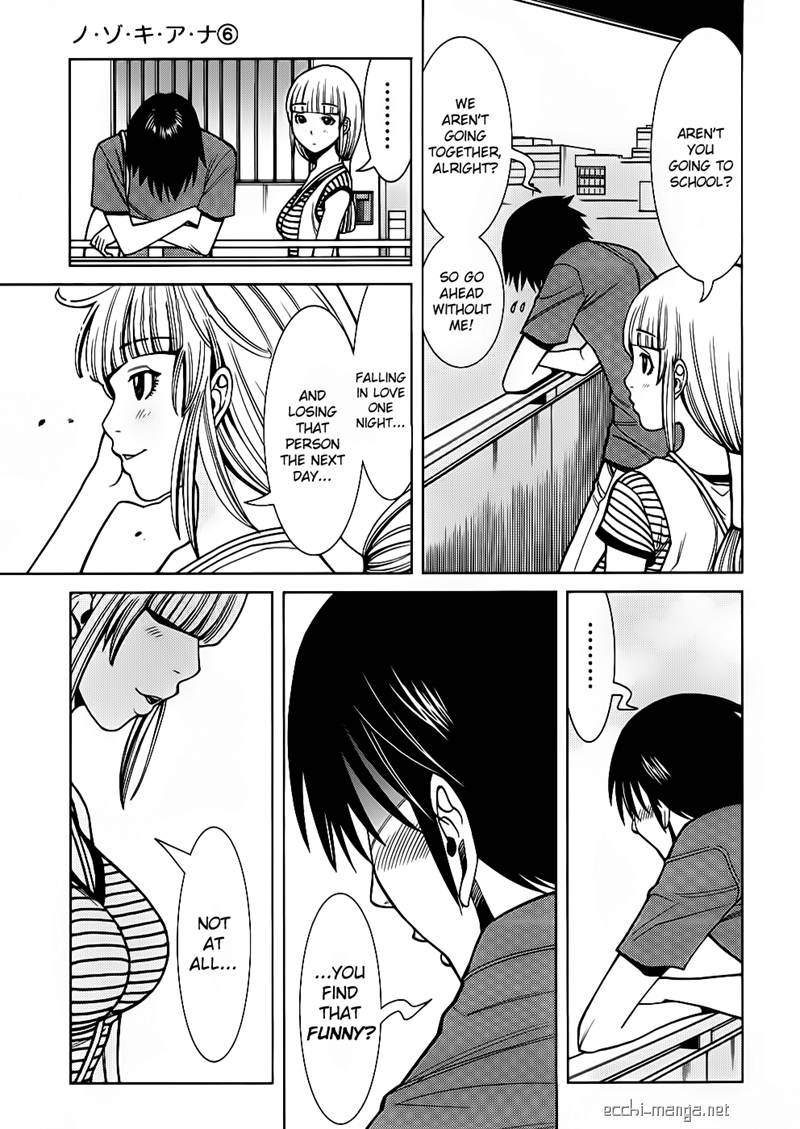 ノ・ゾ・キ・ア・ナ⑥
AREN'T
YOU
GOING TO
SCHOOL?
WE
AREN'T
GOING
TOGETHER,
ALRIGHT?
SO GO
AHEAD
WITHOUT
ME!
........
FALLING
IN LOVE
ONE
NIGHT...
AND
LOSING
THAT
PERSON
THE NEXT
DAY...
........
...YOU
FIND
THAT
FUNNY?
NOT
AT
ALL...
ecchi-manga.net